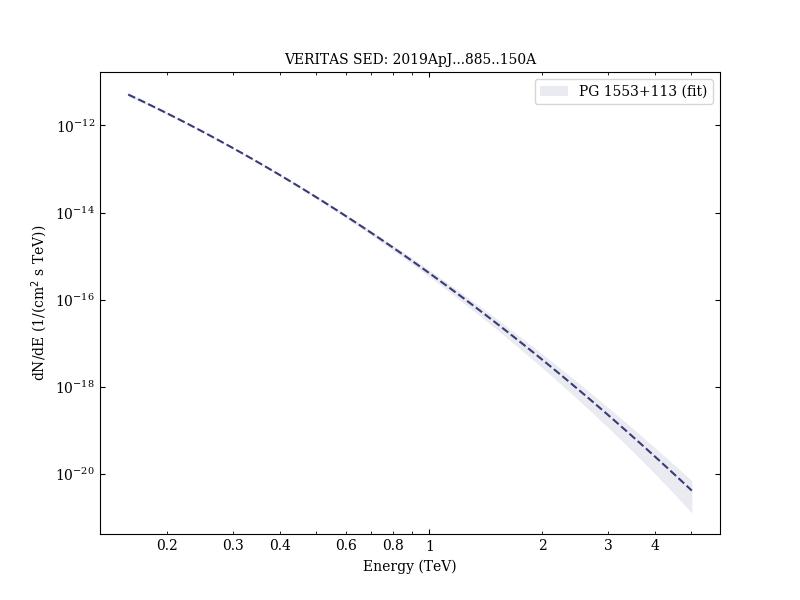 VERITAS SED: 2019ApJ...885..150A
PG 1553+113 (fit)
10⁻¹²
10⁻¹⁴
10⁻¹⁶
10⁻¹⁸
10⁻²⁰
dN/dE (1/(cm² s TeV))
0.2 0.3 0.4 0.6 0.8 1 2 3 4
Energy (TeV)